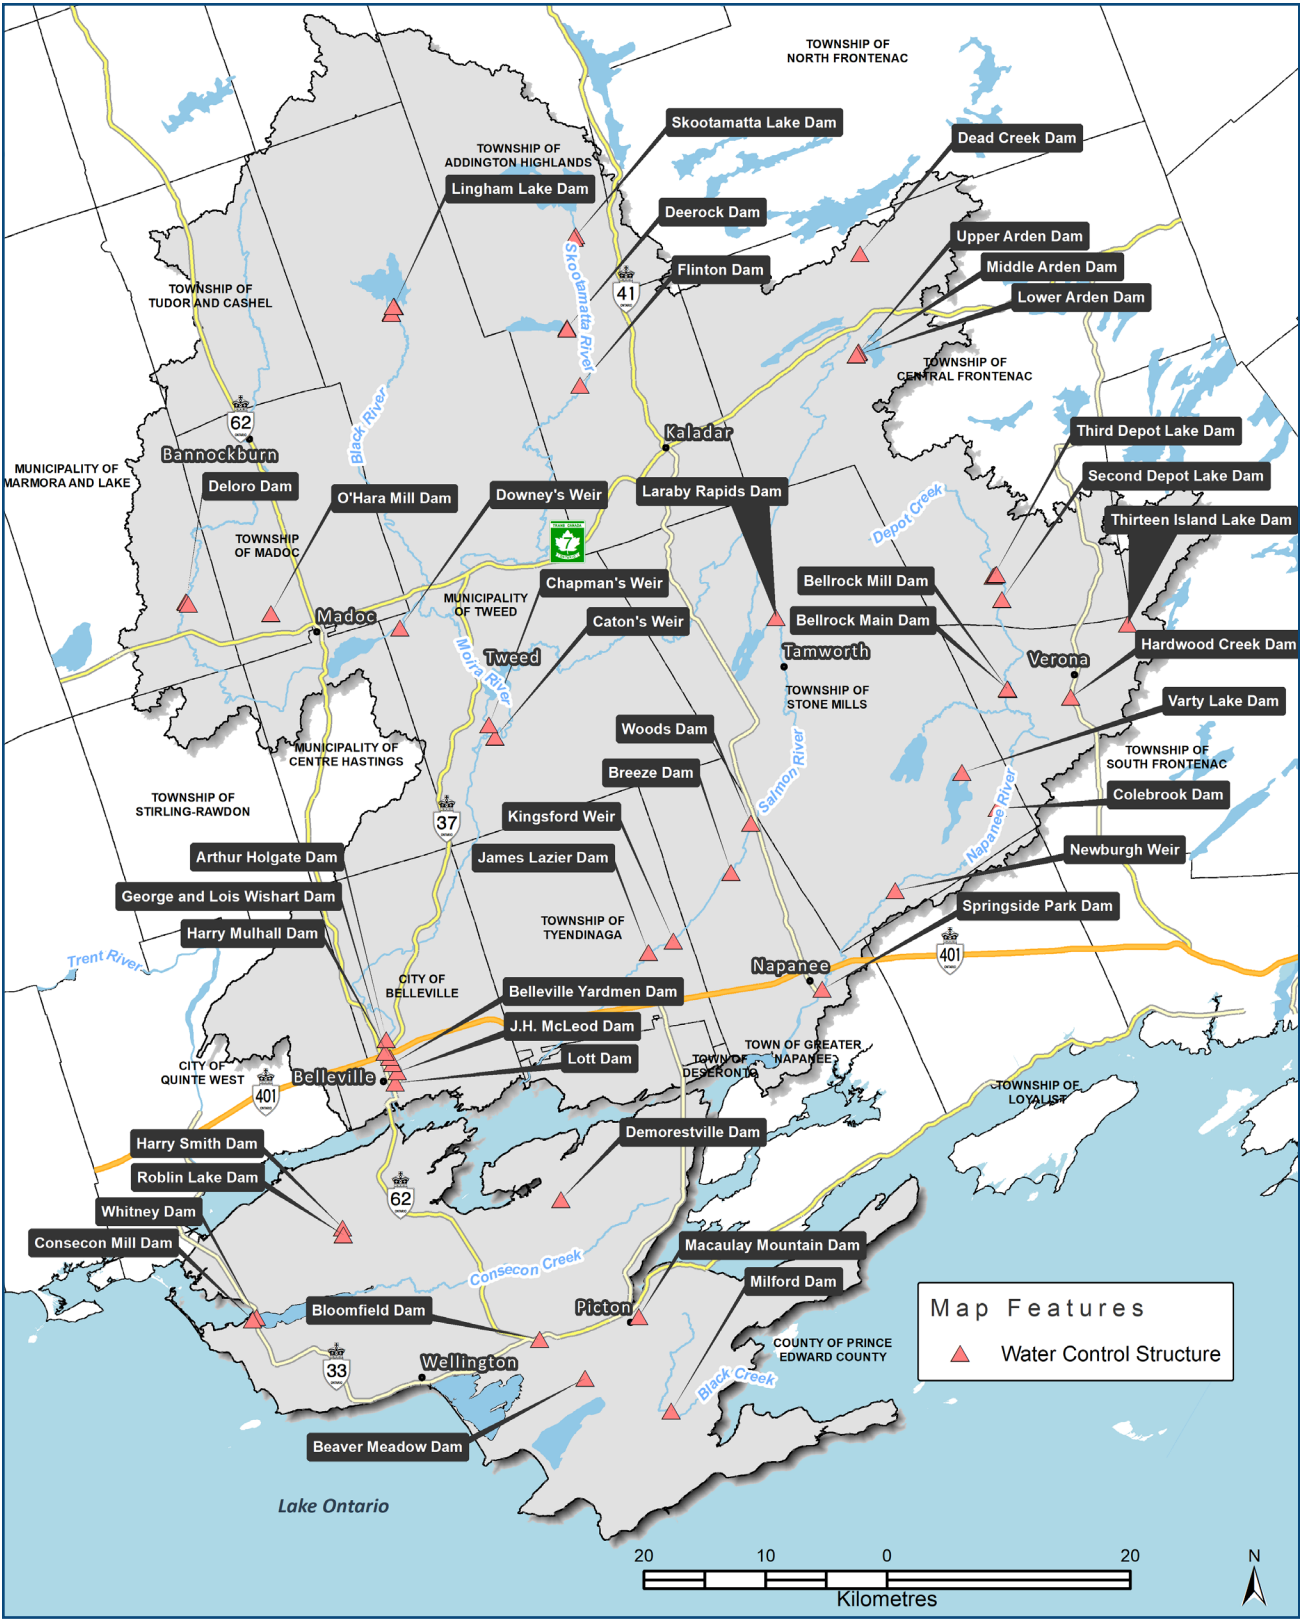 TOWNSHIP OF
NORTH FRONTENAC
Skootamatta Lake Dam
Dead Creek Dam
TOWNSHIP OF
ADDINGTON HIGHLANDS
Lingham Lake Dam
Deerock Dam
Upper Arden Dam
Flinton Dam
Middle Arden Dam
Lower Arden Dam
41
ONTARIO
TOWNSHIP OF
TUDOR AND CASHEL
Skootamatta River
TOWNSHIP OF
CENTRAL FRONTENAC
Black River
62
ONTARIO
Bannockburn
Kaladar
Third Depot Lake Dam
MUNICIPALITY OF
MARMORA AND LAKE
Second Depot Lake Dam
Deloro Dam
O'Hara Mill Dam
Downey's Weir
Laraby Rapids Dam
Depot Creek
Thirteen Island Lake Dam
TRANS CANADA
7
ONTARIO
TOWNSHIP
OF MADOC
Chapman's Weir
Bellrock Mill Dam
MUNICIPALITY
OF TWEED
Caton's Weir
Bellrock Main Dam
Madoc
Hardwood Creek Dam
Tweed
Moira River
Tamworth
Verona
TOWNSHIP OF
STONE MILLS
Varty Lake Dam
Woods Dam
MUNICIPALITY OF
CENTRE HASTINGS
TOWNSHIP OF
SOUTH FRONTENAC
Breeze Dam
Salmon River
TOWNSHIP OF
STIRLING-RAWDON
Colebrook Dam
37
ONTARIO
Kingsford Weir
Napanee River
Newburgh Weir
Arthur Holgate Dam
James Lazier Dam
George and Lois Wishart Dam
Springside Park Dam
Harry Mulhall Dam
TOWNSHIP OF
TYENDINAGA
401
ONTARIO
Trent River
Napanee
CITY OF
BELLEVILLE
Belleville Yardmen Dam
J.H. McLeod Dam
TOWN OF GREATER
NAPANEE
Lott Dam
TOWN OF
DESERONTO
CITY OF
QUINTE WEST
Belleville
401
ONTARIO
TOWNSHIP OF
LOYALIST
Harry Smith Dam
Demorestville Dam
Roblin Lake Dam
62
ONTARIO
Whitney Dam
Consecon Mill Dam
Macaulay Mountain Dam
Consecon Creek
Milford Dam
Bloomfield Dam
Picton
Map Features
Water Control Structure
COUNTY OF PRINCE
EDWARD COUNTY
33
ONTARIO
Wellington
Black Creek
Beaver Meadow Dam
Lake Ontario
20 10 0 20
Kilometres
N